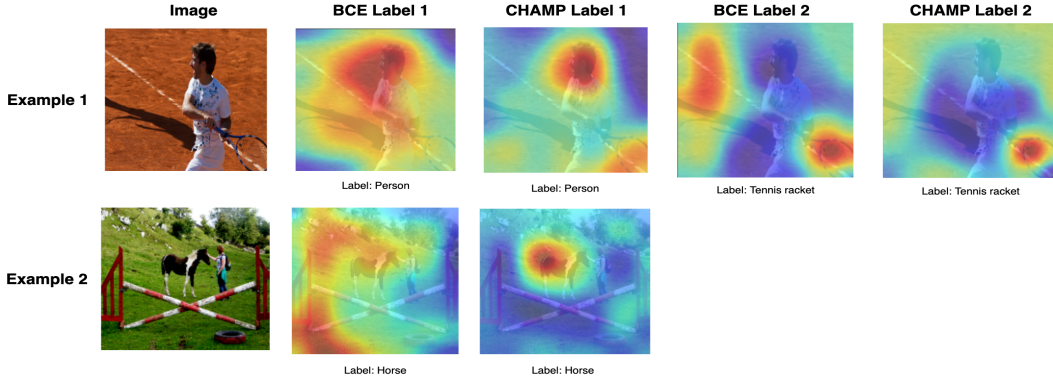 Image BCE Label 1 CHAMP Label 1 BCE Label 2 CHAMP Label 2
Example 1
Label: Person Label: Person Label: Tennis racket Label: Tennis racket
Example 2
Label: Horse Label: Horse